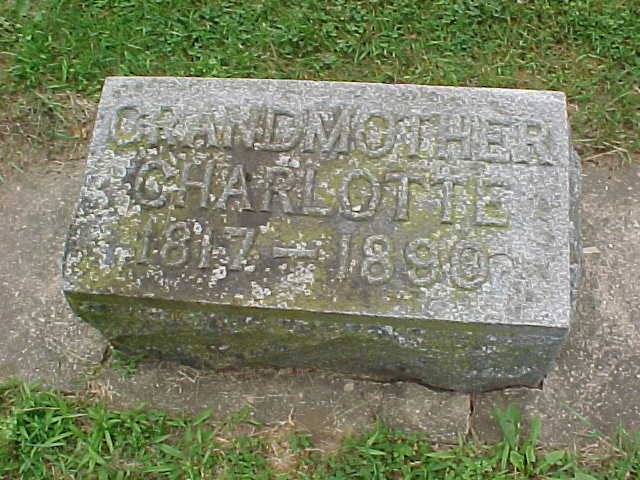 GRANDMOTHER
CHARLOTTE
1817 — 1890